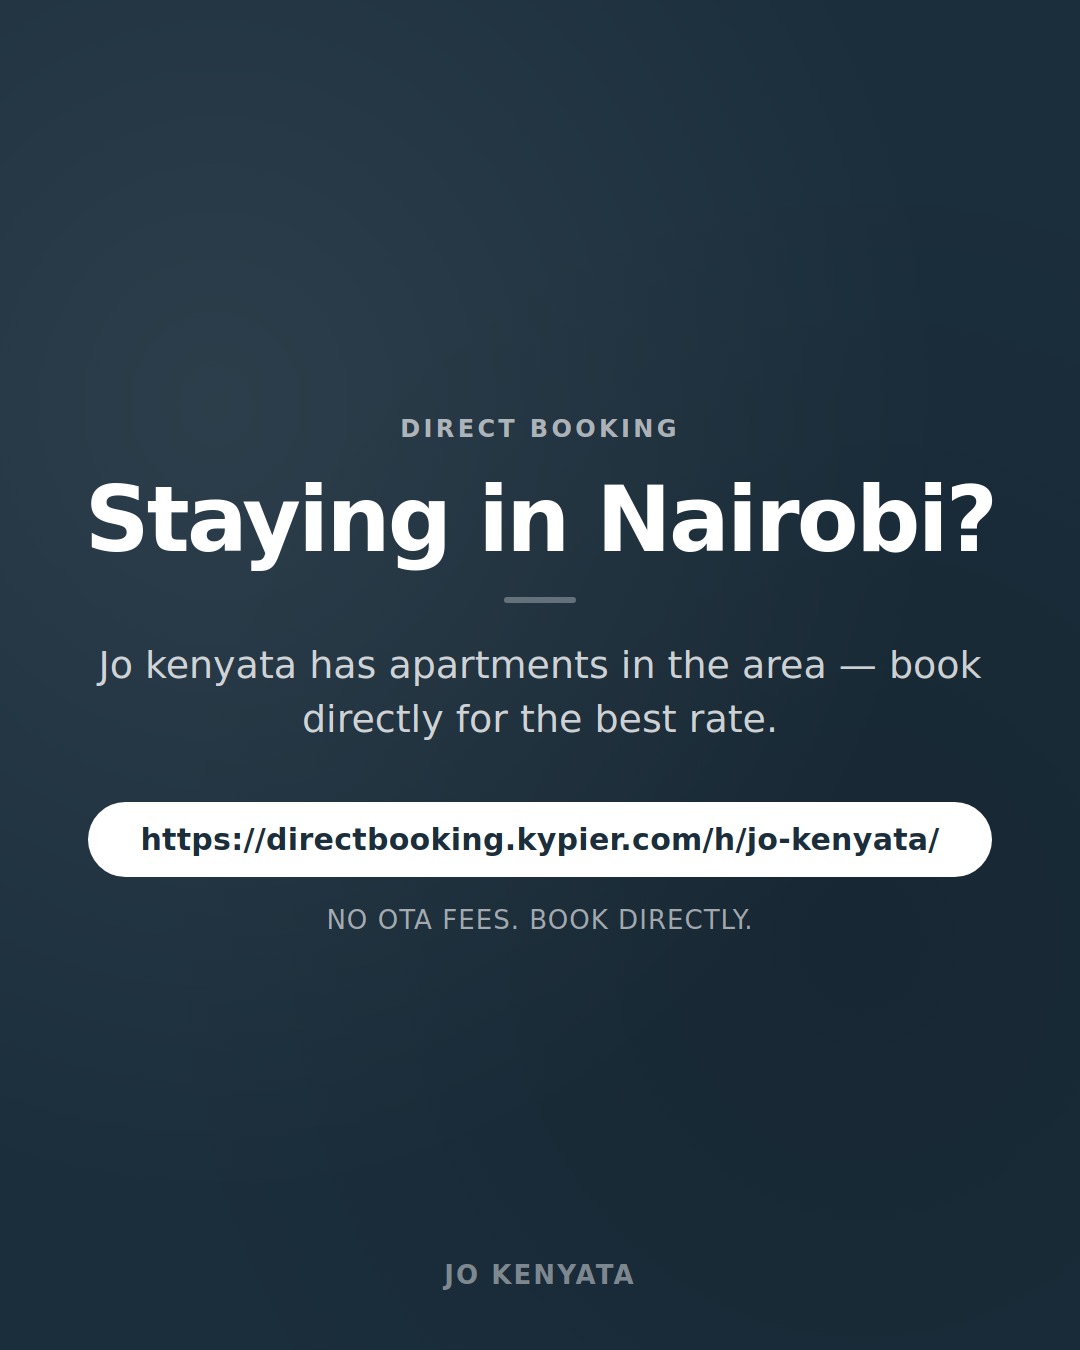 DIRECT BOOKING
Staying in Nairobi?
Jo kenyata has apartments in the area — book
directly for the best rate.
https://directbooking.kypier.com/h/jo-kenyata/
NO OTA FEES. BOOK DIRECTLY.
JO KENYATA